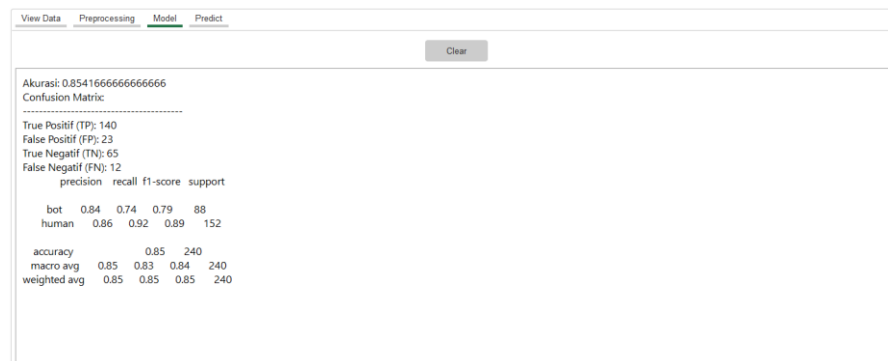 View Data Preprocessing Model Predict
Clear
Akurasi: 0.8541666666666666
Confusion Matrix:
----------------------------------------
True Positif (TP): 140
False Positif (FP): 23
True Negatif (TN): 65
False Negatif (FN): 12
precision recall f1-score support
bot 0.84 0.74 0.79 88
human 0.86 0.92 0.89 152
accuracy 0.85 240
macro avg 0.85 0.83 0.84 240
weighted avg 0.85 0.85 0.85 240